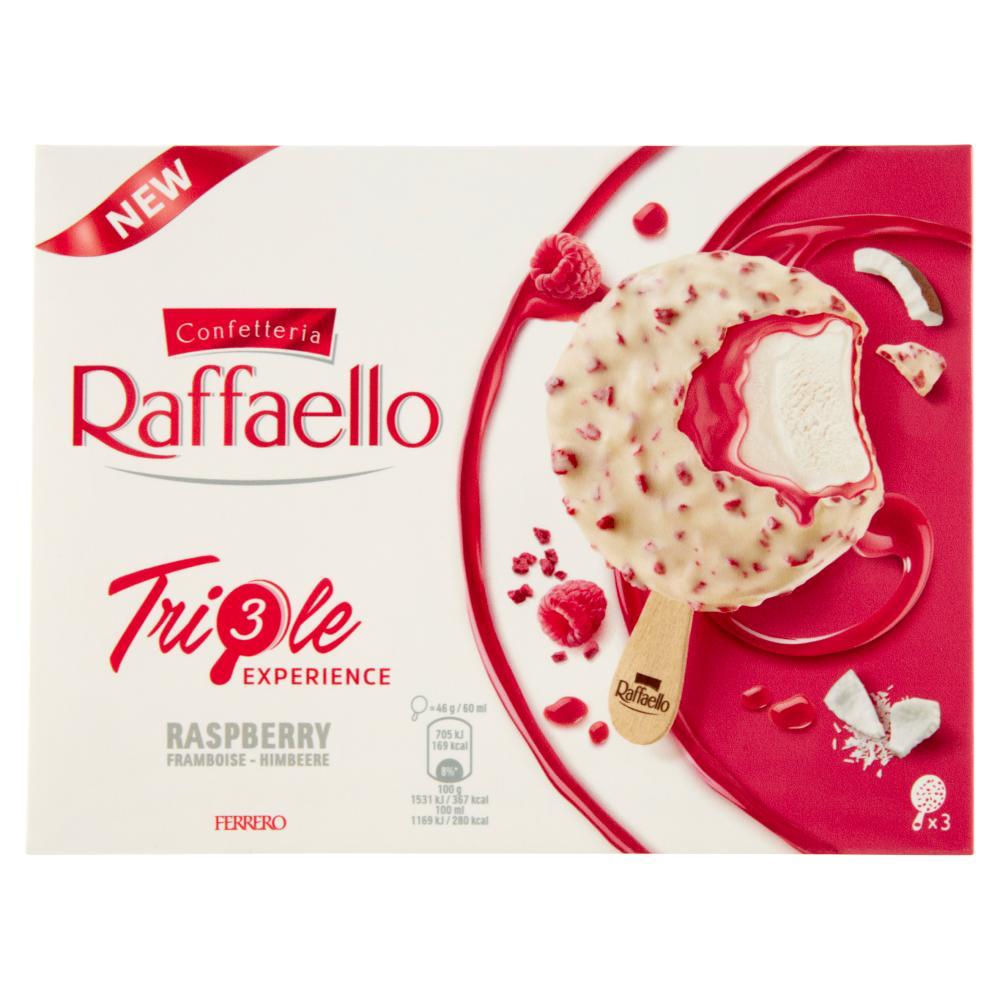 NEW
Confetteria
Raffaello
Tri3le
EXPERIENCE
RASPBERRY
FRAMBOISE - HIMBEERE
FERRERO
= 46 g / 60 ml
705 kJ
169 kcal
8%*
100 g
1531 kJ / 367 kcal
100 ml
1169 kJ / 280 kcal
Raffaello
x3